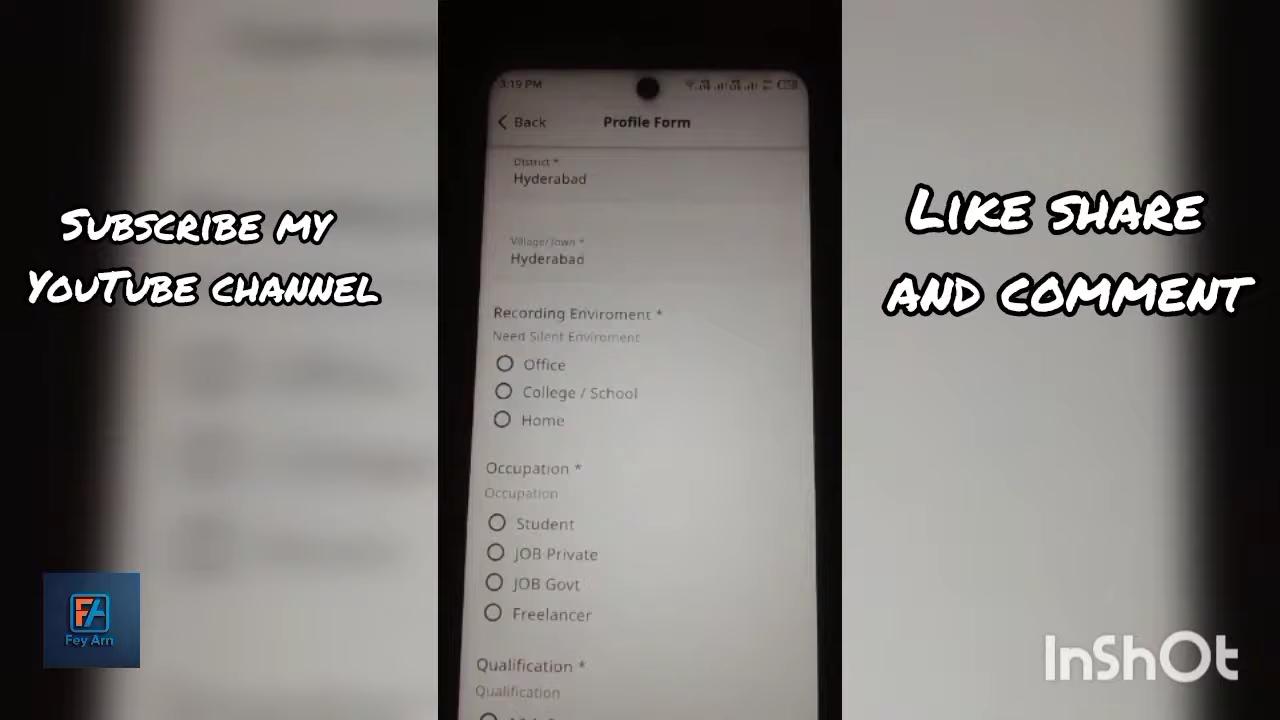 Subscribe my
YouTube channel
Like share
and comment
3:19 PM
Back
Profile Form
District *
Hyderabad
Village/Town *
Hyderabad
Recording Enviroment *
Need Silent Enviroment
Office
College / School
Home
Occupation *
Occupation
Student
JOB Private
JOB Govt
Freelancer
Qualification *
Qualification
FA
Fey Arn
InShOt